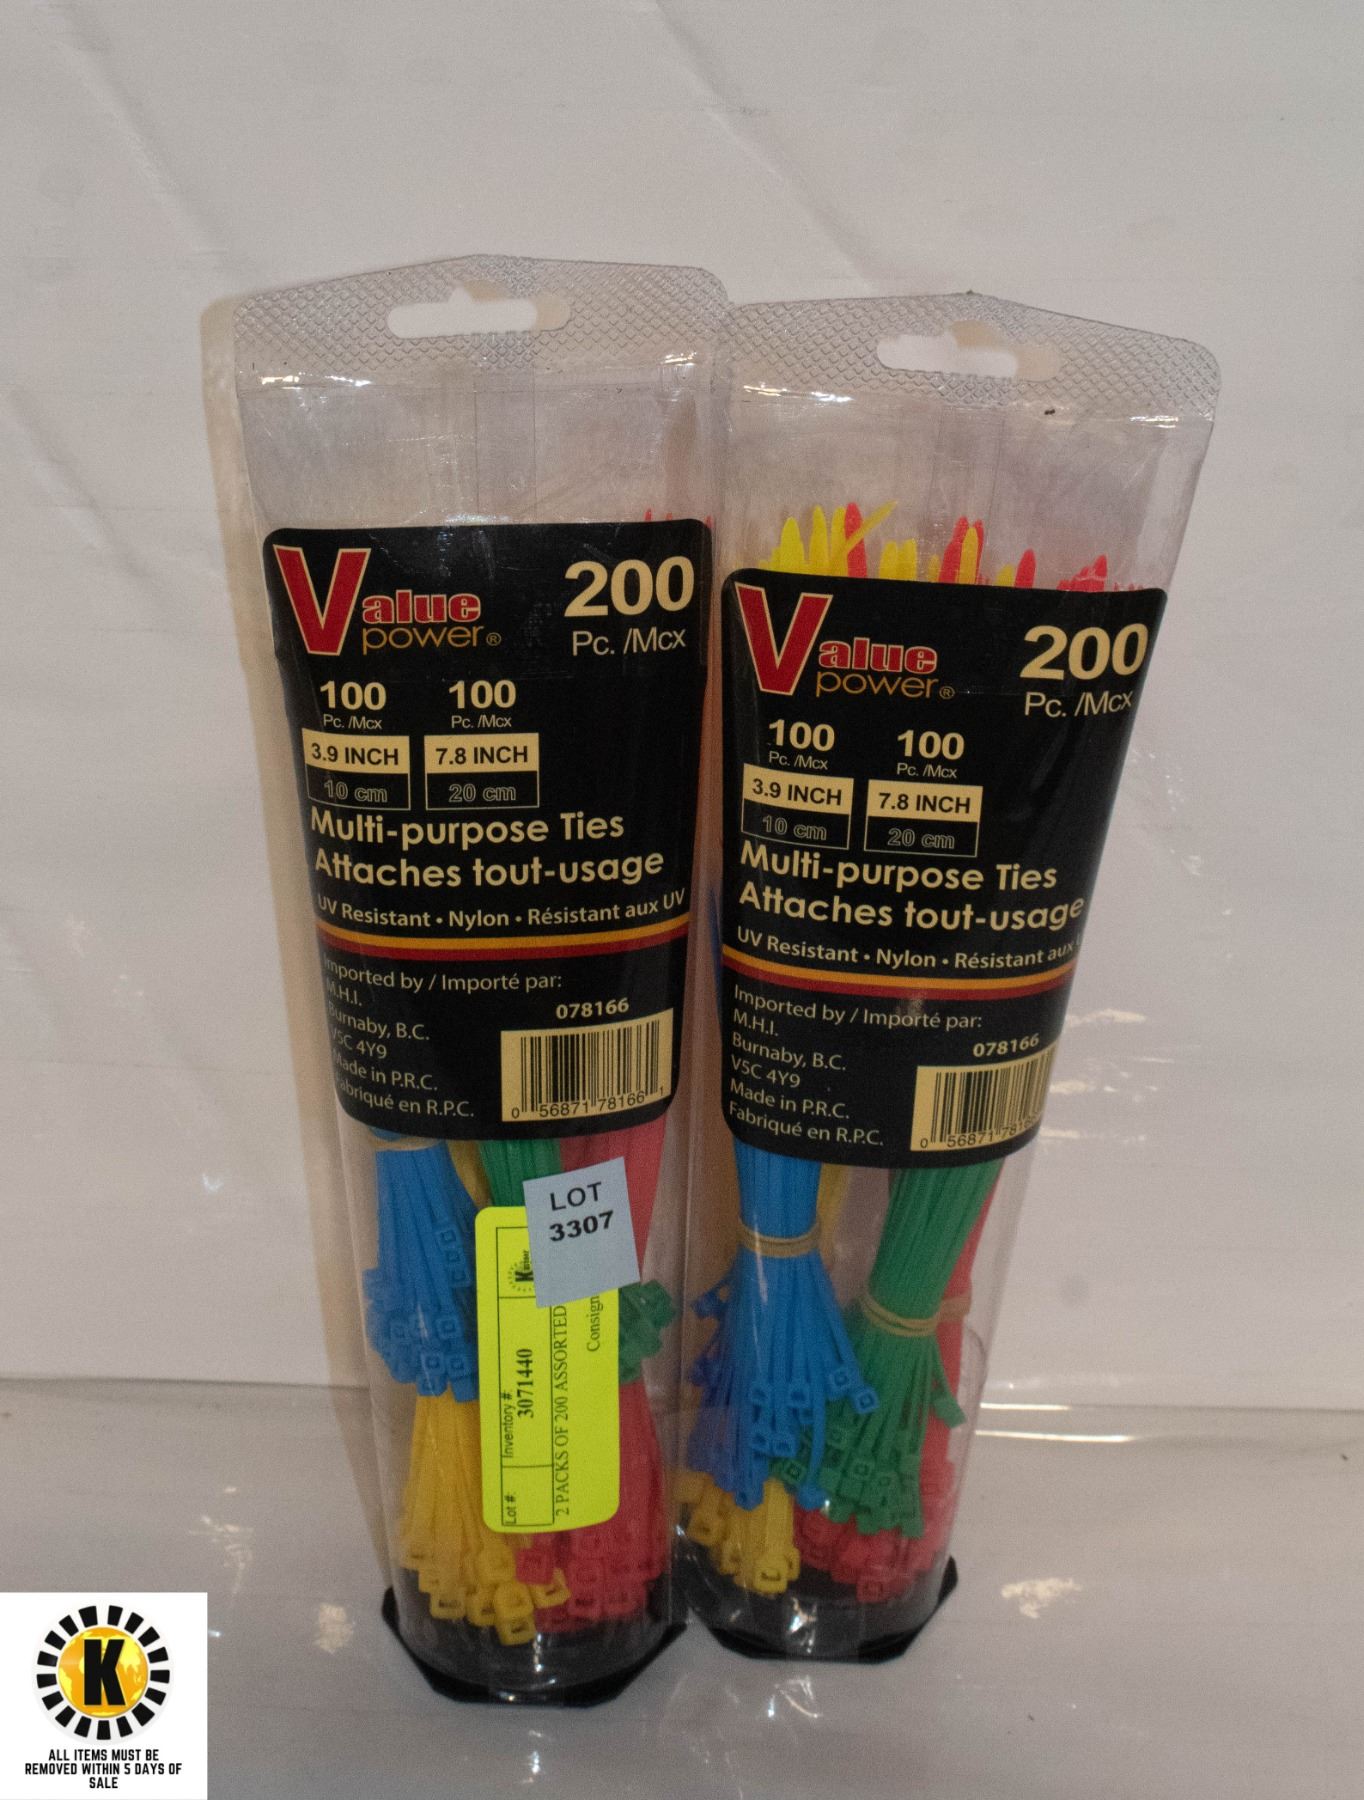 Value
power®
200
Pc. /Mcx
100 100
Pc. /Mcx Pc. /Mcx
3.9 INCH 7.8 INCH
10 cm 20 cm
Multi-purpose Ties
Attaches tout-usage
UV Resistant • Nylon • Résistant aux UV
Imported by / Importé par:
M.H.I.
Burnaby, B.C.
V5C 4Y9
Made in P.R.C.
Fabriqué en R.P.C.
078166
0 56871 78166 1
LOT
3307
Lot #: Inventory #:
3071440
2 PACKS OF 200 ASSORTED
Consign
Value
power®
200
Pc. /Mcx
100 100
Pc. /Mcx Pc. /Mcx
3.9 INCH 7.8 INCH
10 cm 20 cm
Multi-purpose Ties
Attaches tout-usage
UV Resistant • Nylon • Résistant aux
Imported by / Importé par:
M.H.I.
Burnaby, B.C.
V5C 4Y9
Made in P.R.C.
Fabriqué en R.P.C.
078166
0 56871
K
ALL ITEMS MUST BE
REMOVED WITHIN 5 DAYS OF
SALE